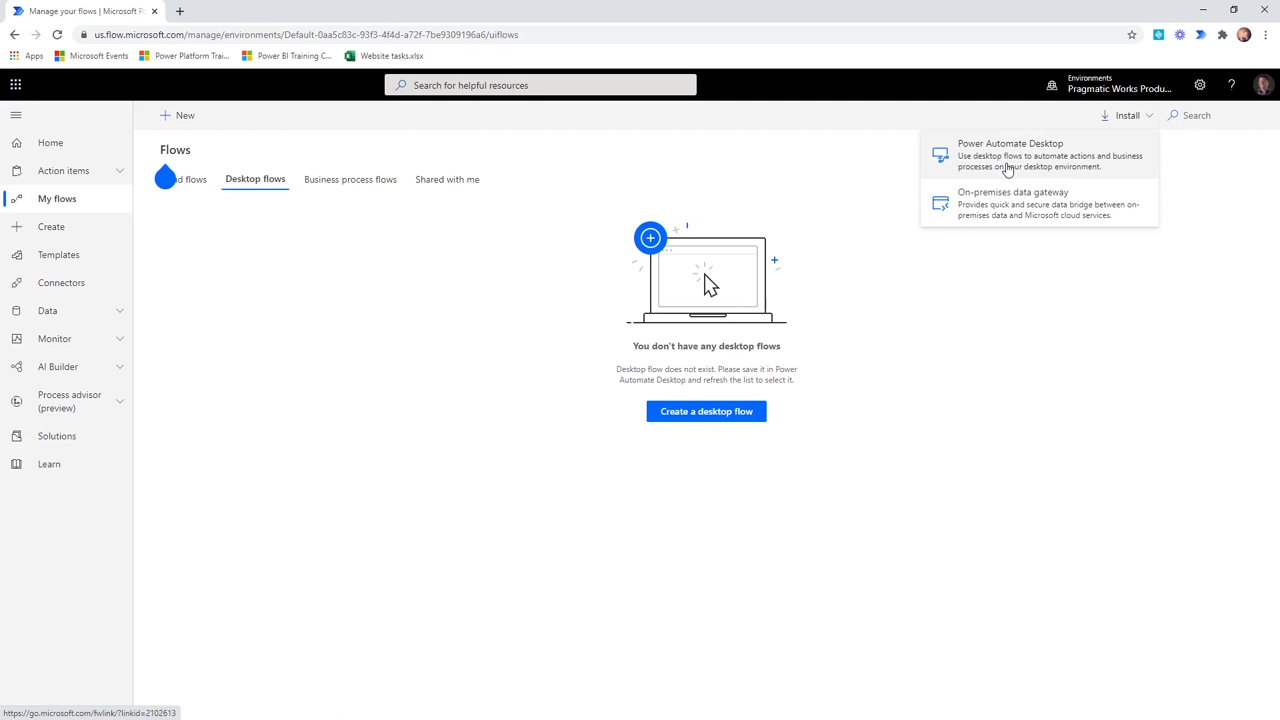 Manage your flows | Microsoft P
us.flow.microsoft.com/manage/environments/Default-0aa5c83c-93f3-4f4d-a72f-7be9309196a6/uiflows
Apps
Microsoft Events
Power Platform Trai...
Power BI Training C...
Website tasks.xlsx
Search for helpful resources
Environments
Pragmatic Works Produ...
New
Install
Search
Home
Action items
My flows
Create
Templates
Connectors
Data
Monitor
AI Builder
Process advisor
(preview)
Solutions
Learn
Flows
d flows
Desktop flows
Business process flows
Shared with me
Power Automate Desktop
Use desktop flows to automate actions and business
processes on your desktop environment.
On-premises data gateway
Provides quick and secure data bridge between on-
premises data and Microsoft cloud services.
You don't have any desktop flows
Desktop flow does not exist. Please save it in Power
Automate Desktop and refresh the list to select it.
Create a desktop flow
https://go.microsoft.com/fwlink/?linkid=2102613